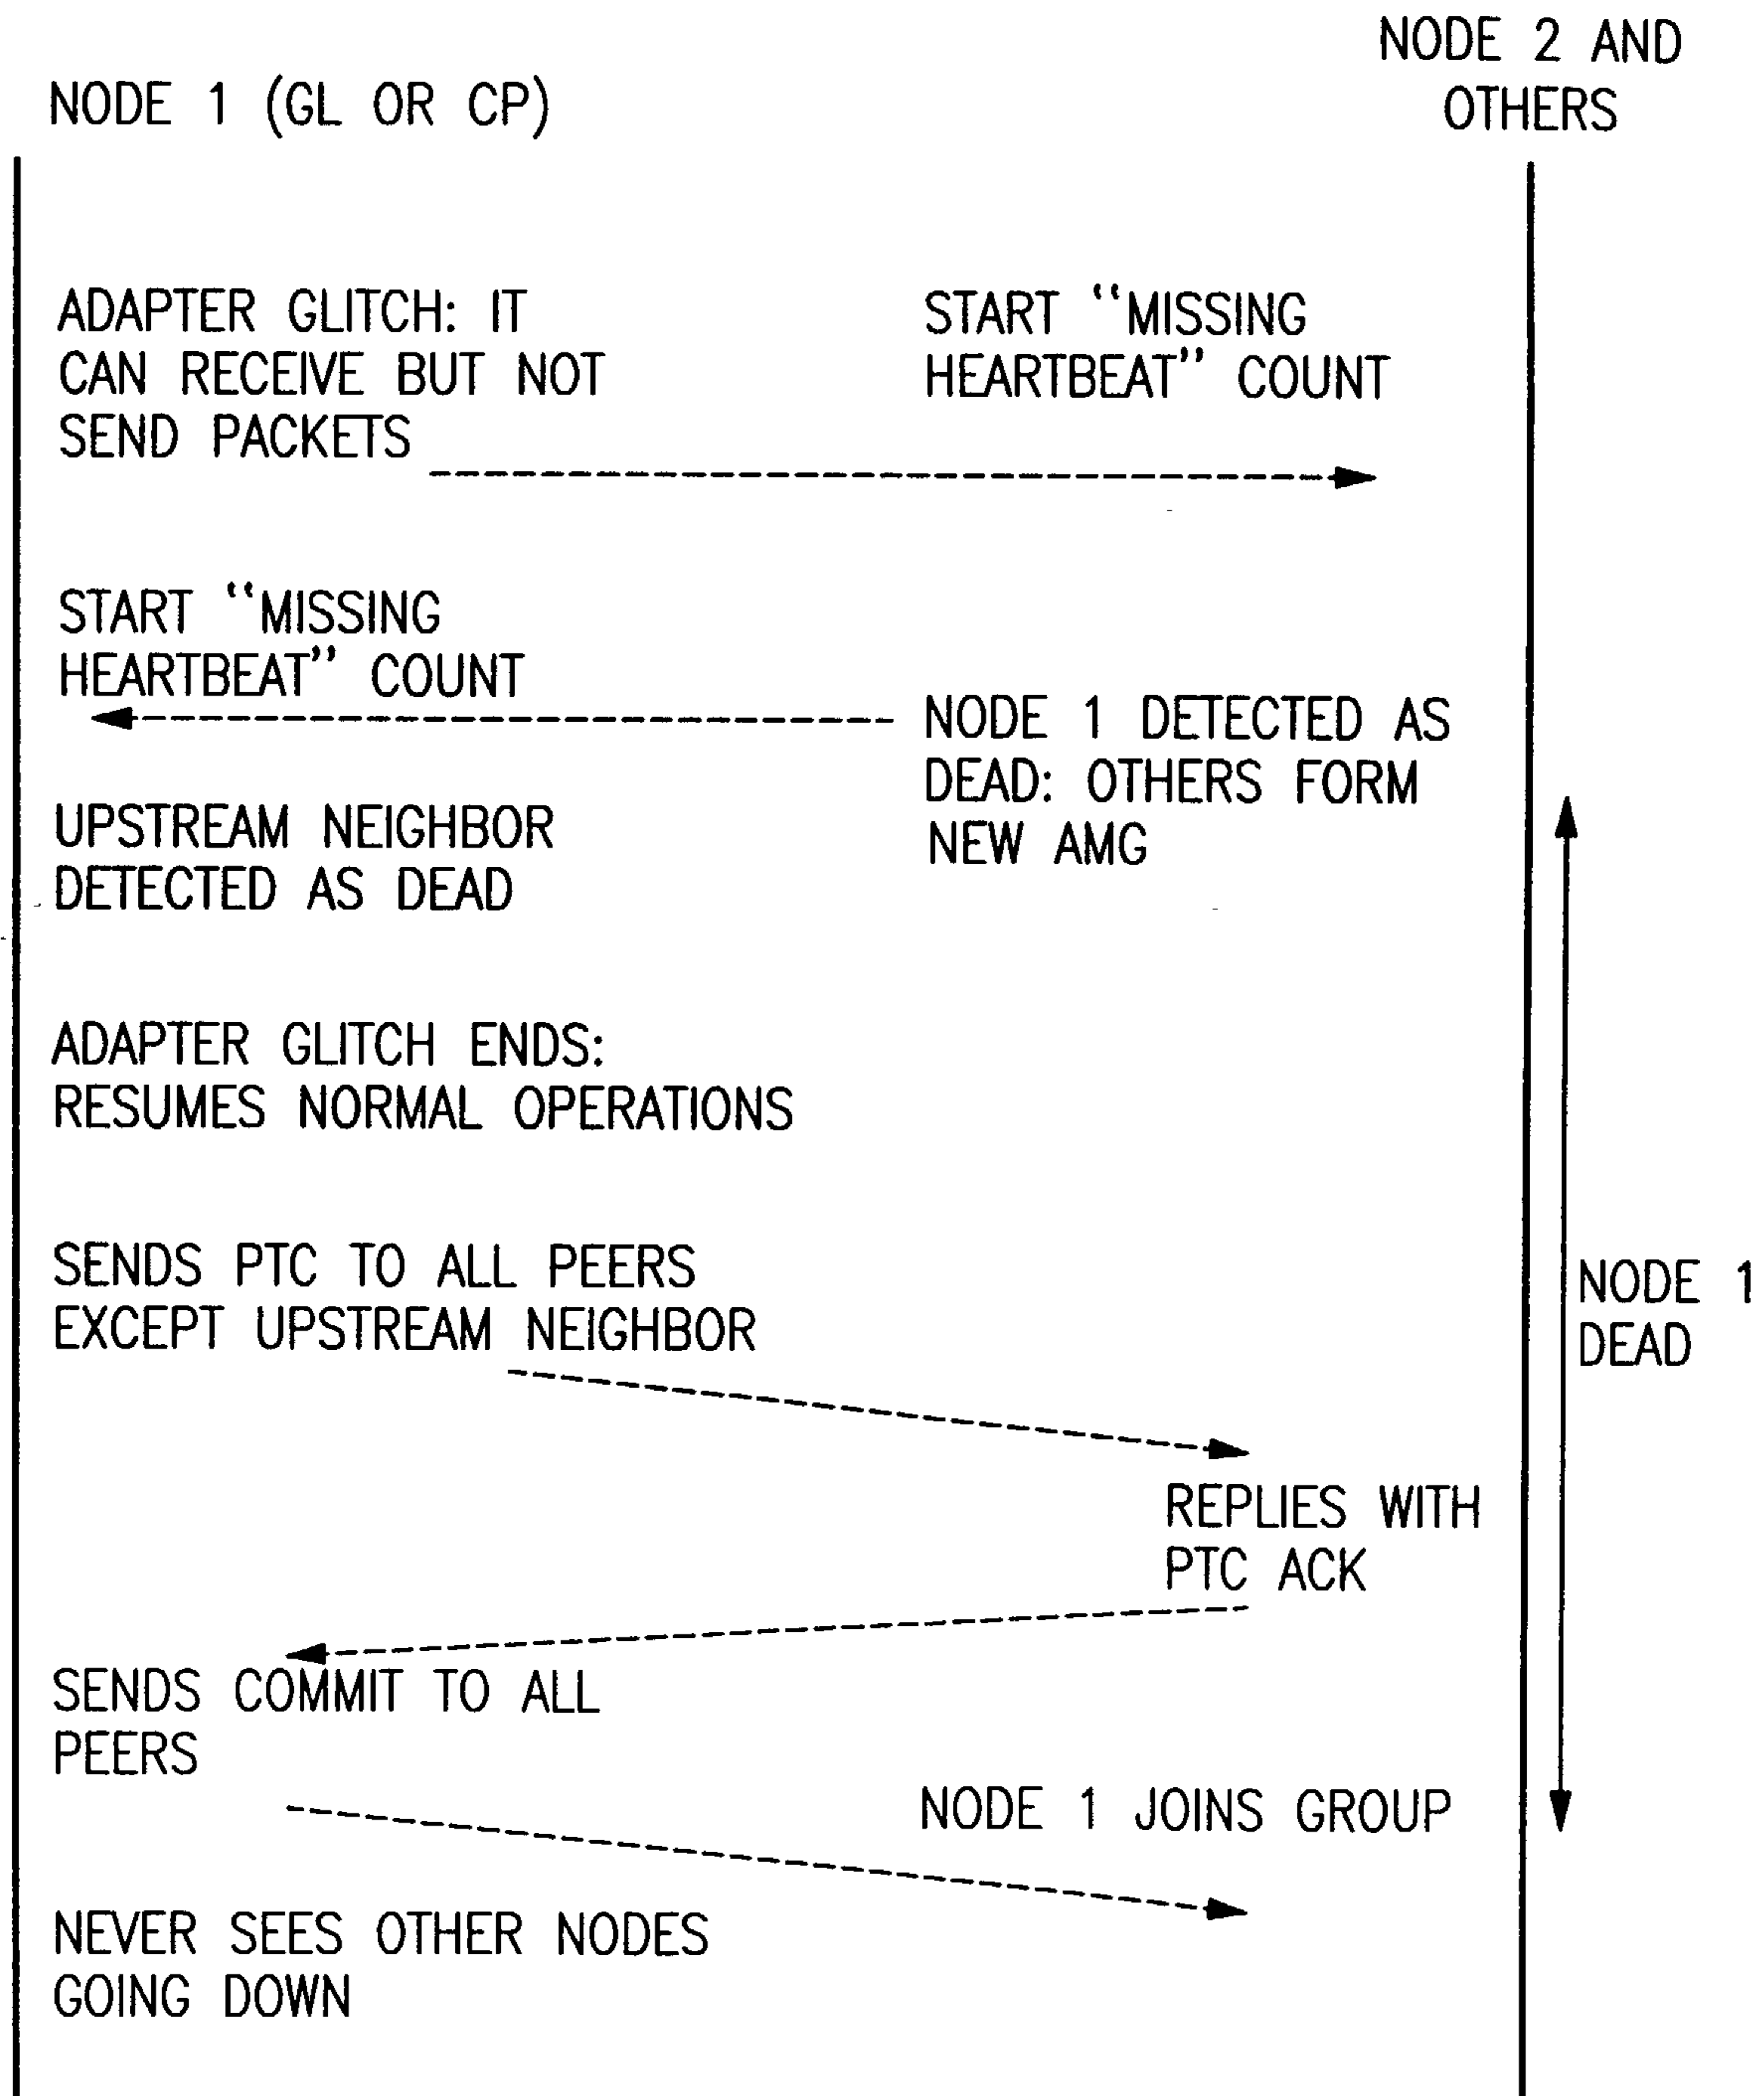 NODE 1 (GL OR CP)
NODE 2 AND
OTHERS
ADAPTER GLITCH: IT
CAN RECEIVE BUT NOT
SEND PACKETS
START ‘‘MISSING
HEARTBEAT’’ COUNT
START ‘‘MISSING
HEARTBEAT’’ COUNT
NODE 1 DETECTED AS
DEAD: OTHERS FORM
NEW AMG
UPSTREAM NEIGHBOR
DETECTED AS DEAD
ADAPTER GLITCH ENDS:
RESUMES NORMAL OPERATIONS
SENDS PTC TO ALL PEERS
EXCEPT UPSTREAM NEIGHBOR
NODE 1
DEAD
REPLIES WITH
PTC ACK
SENDS COMMIT TO ALL
PEERS
NODE 1 JOINS GROUP
NEVER SEES OTHER NODES
GOING DOWN